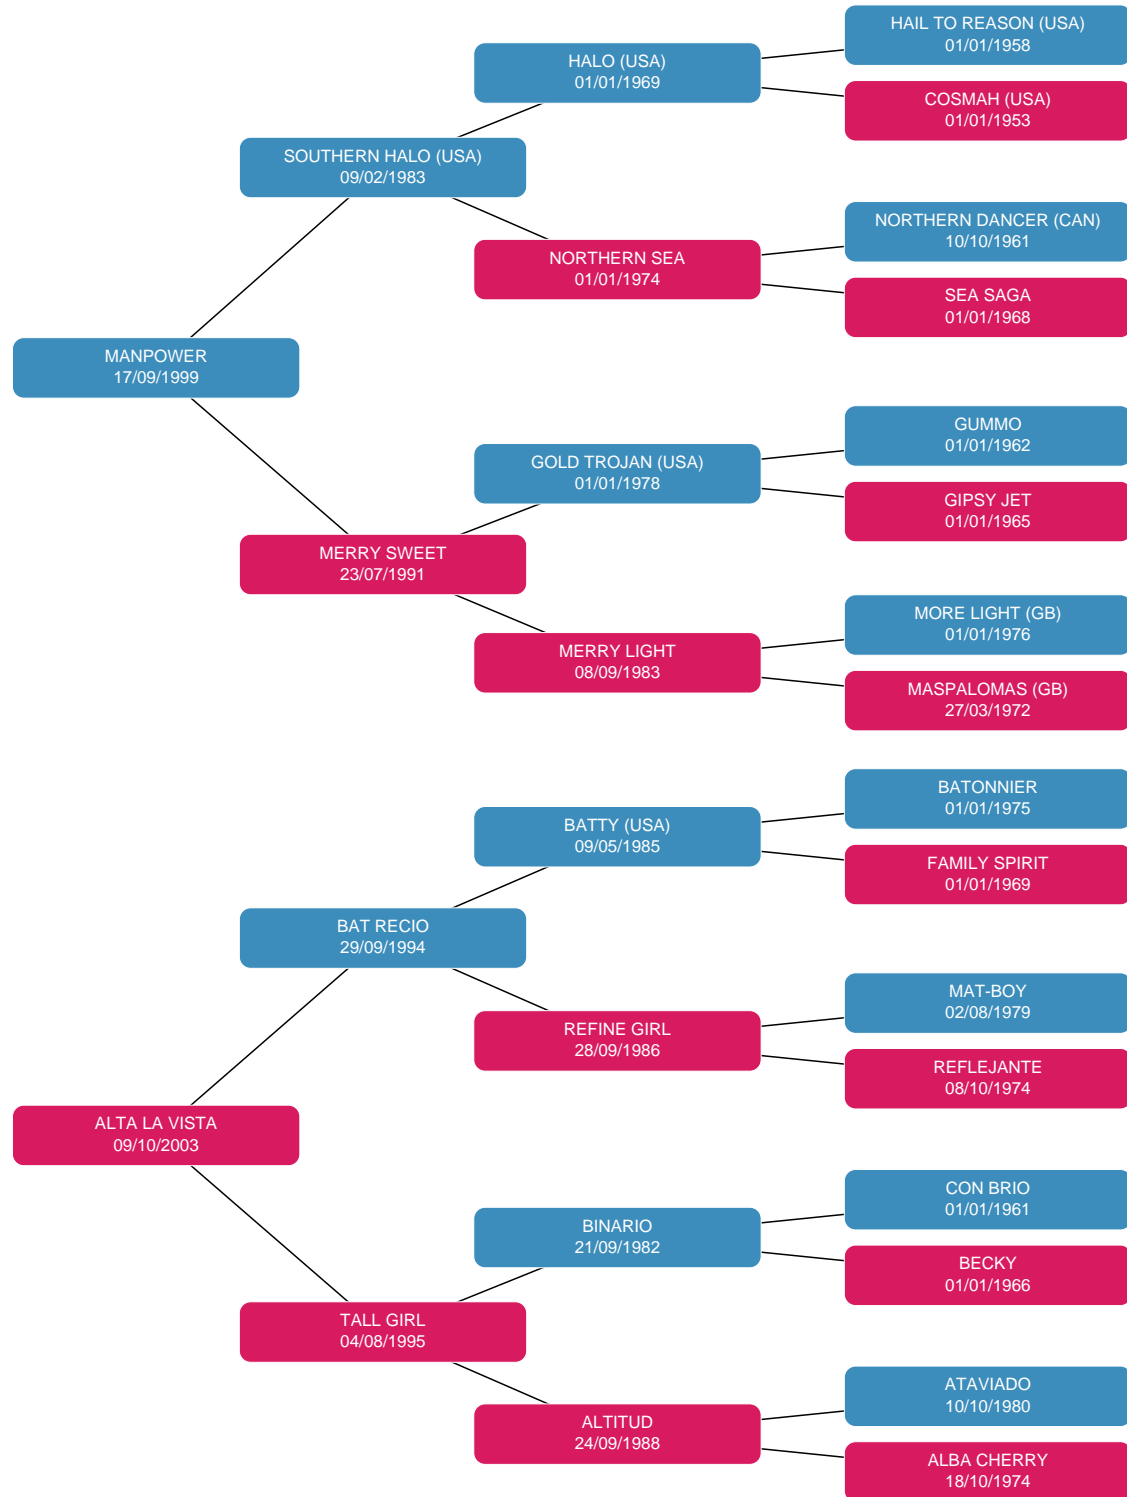 HAIL TO REASON (USA)
01/01/1958
HALO (USA)
01/01/1969
COSMAH (USA)
01/01/1953
SOUTHERN HALO (USA)
09/02/1983
NORTHERN DANCER (CAN)
10/10/1961
NORTHERN SEA
01/01/1974
SEA SAGA
01/01/1968
MANPOWER
17/09/1999
GUMMO
01/01/1962
GOLD TROJAN (USA)
01/01/1978
GIPSY JET
01/01/1965
MERRY SWEET
23/07/1991
MORE LIGHT (GB)
01/01/1976
MERRY LIGHT
08/09/1983
MASPALOMAS (GB)
27/03/1972
BATONNIER
01/01/1975
BATTY (USA)
09/05/1985
FAMILY SPIRIT
01/01/1969
BAT RECIO
29/09/1994
MAT-BOY
02/08/1979
REFINE GIRL
28/09/1986
REFLEJANTE
08/10/1974
ALTA LA VISTA
09/10/2003
CON BRIO
01/01/1961
BINARIO
21/09/1982
BECKY
01/01/1966
TALL GIRL
04/08/1995
ATAVIADO
10/10/1980
ALTITUD
24/09/1988
ALBA CHERRY
18/10/1974